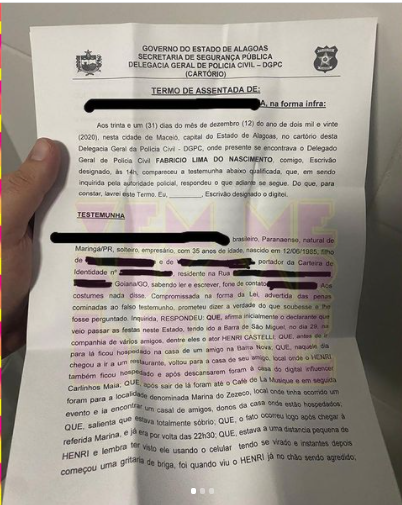 GOVERNO DO ESTADO DE ALAGOAS
SECRETARIA DE SEGURANÇA PÚBLICA
DELEGACIA GERAL DE POLICIA CIVIL – DGPC
(CARTÓRIO)
TERMO DE ASSENTADA DE:
A, na forma infra:
Aos trinta e um (31) dias do mês de dezembro (12) do ano de dois mil e vinte
(2020), nesta cidade de Maceió, capital do Estado de Alagoas, no cartório desta
Delegacia Geral da Policia Civil - DGPC, onde presente se encontrava o Delegado
Geral de Policia Civil FABRICIO LIMA DO NASCIMENTO, comigo, Escrivão
designado, às 14h, compareceu a testemunha abaixo qualificada, que, em sendo
inquirida pela autoridade policial, respondeu o que adiante se segue. Do que, para
constar, lavrei este Termo. Eu, ________, Escrivão designado o digitei.
TESTEMUNHA
brasileiro, Paranaense, natural de
Maringá/PR, solteiro, empresário, com 35 anos de idade, nascido em 12/06/1985, filho
de e de portador da Carteira de
Identidade nº , residente na Rua
Goiana/GO, sabendo ler e escrever, fone de contato Aos
costumes nada disse. Compromissada na forma da Lei, advertida das penas
cominadas ao falso testemunho, prometeu dizer a verdade do que soubesse e lhe
fosse perguntado. Inquirida, RESPONDEU: QUE, afirma inicialmente o declarante que
veio passar as festas neste Estado, tendo ido a Barra de São Miguel, no dia 29, na
companhia de vários amigos, dentre eles o ator HENRI CASTELLI; QUE, antes de ir
para lá ficou hospedado na casa de um amigo na Barra Nova; QUE, naquele dia
chegou a ir a um restaurante, voltou para a casa de seu amigo, local onde o HENRI
também ficou hospedado e após descansarem foram à casa do digital influencer
Carlinhos Maia; QUE, após sair de lá foram até o Café de La Musique e em seguida
foram para a localidade denominada Marina do Zezeco, local onde tinha ocorrido um
evento e ia encontrar um casal de amigos, donos da casa onde estão hospedados;
QUE, salienta que estava totalmente sóbrio; QUE, o fato ocorreu logo após chegar à
referida Marina, e já era por volta das 22h30; QUE, estava a uma distância pequena de
HENRI e lembra ter visto ele usando o celular tendo se virado e instantes depois
começou uma gritaria de briga, foi quando viu o HENRI já no chão sendo agredido;